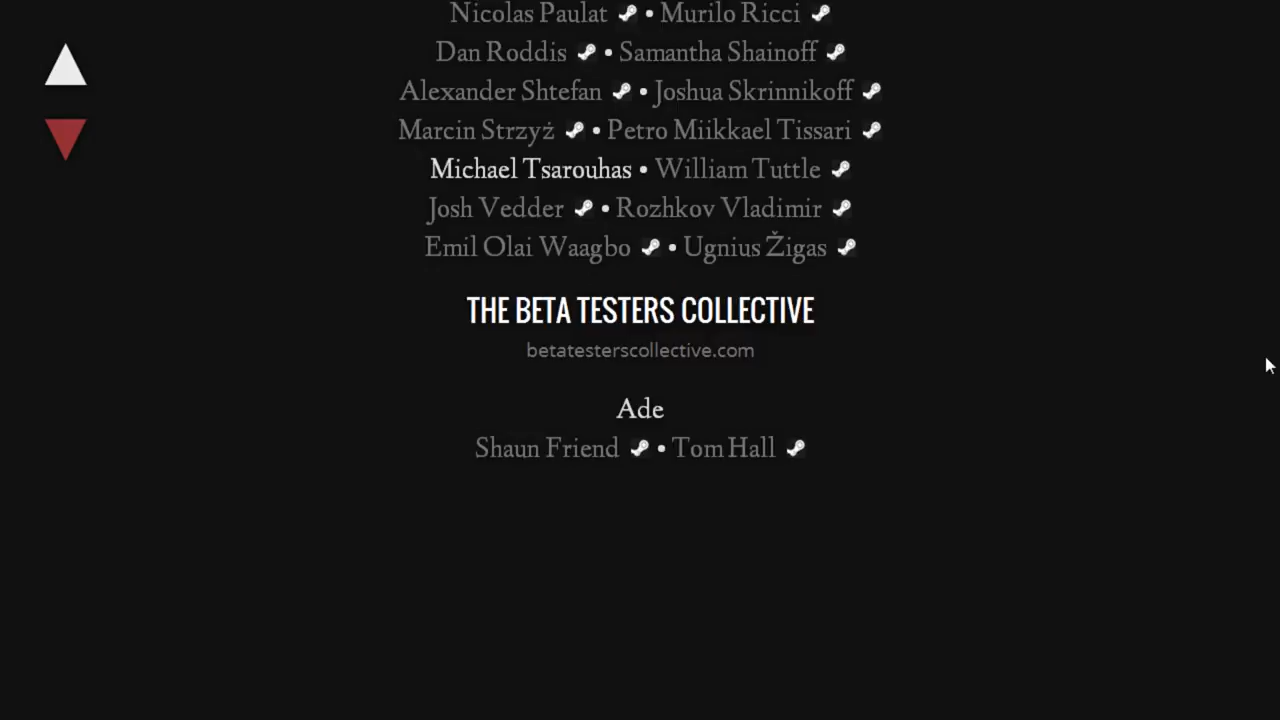 Nicolas Paulat • Murilo Ricci
Dan Roddis • Samantha Shainoff
Alexander Shtefan • Joshua Skrinnikoff
Marcin Strzyż • Petro Miikkael Tissari
Michael Tsarouhas • William Tuttle
Josh Vedder • Rozhkov Vladimir
Emil Olai Waagbo • Ugnius Žigas
THE BETA TESTERS COLLECTIVE
betatesterscollective.com
Ade
Shaun Friend • Tom Hall